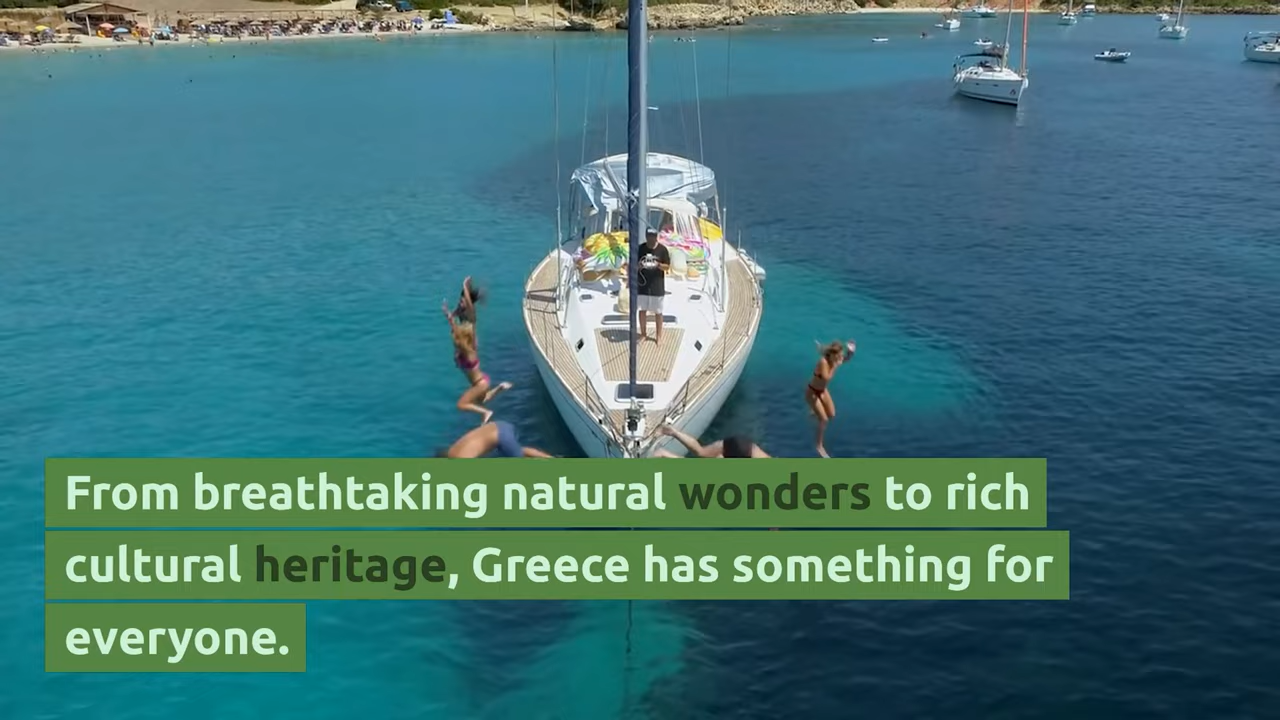 From breathtaking natural wonders to rich
cultural heritage, Greece has something for
everyone.